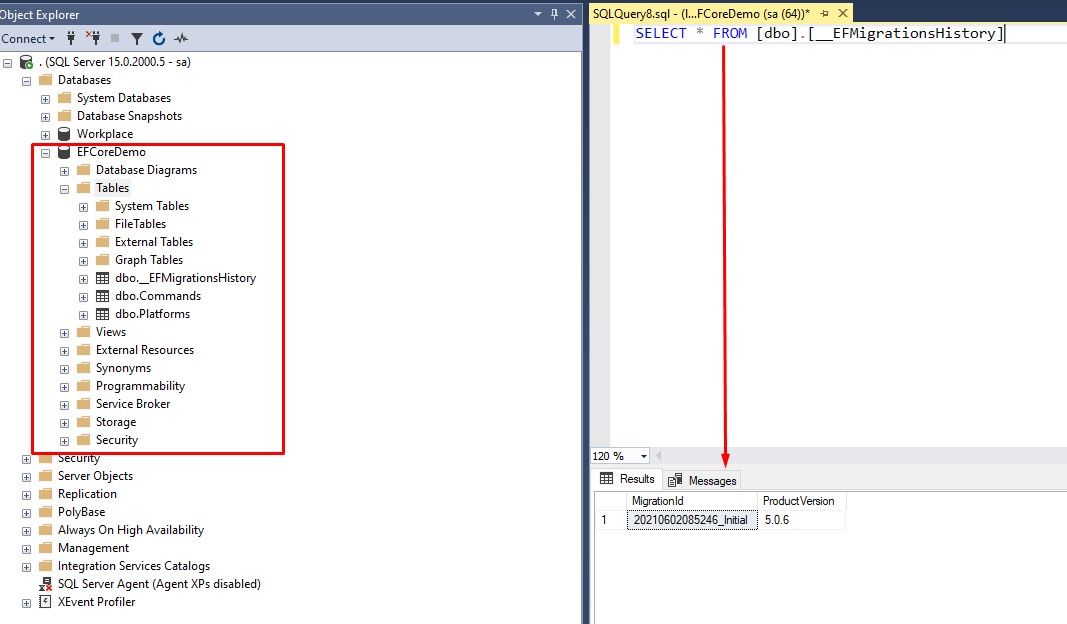 Object Explorer
Connect
. (SQL Server 15.0.2000.5 - sa)
Databases
System Databases
Database Snapshots
Workplace
EFCoreDemo
Database Diagrams
Tables
System Tables
FileTables
External Tables
Graph Tables
dbo.__EFMigrationsHistory
dbo.Commands
dbo.Platforms
Views
External Resources
Synonyms
Programmability
Service Broker
Storage
Security
Security
Server Objects
Replication
PolyBase
Always On High Availability
Management
Integration Services Catalogs
SQL Server Agent (Agent XPs disabled)
XEvent Profiler
SQLQuery8.sql - (l...FCoreDemo (sa (64))*
SELECT * FROM [dbo].[__EFMigrationsHistory]
120 %
Results Messages
MigrationId ProductVersion
1 20210602085246_Initial 5.0.6